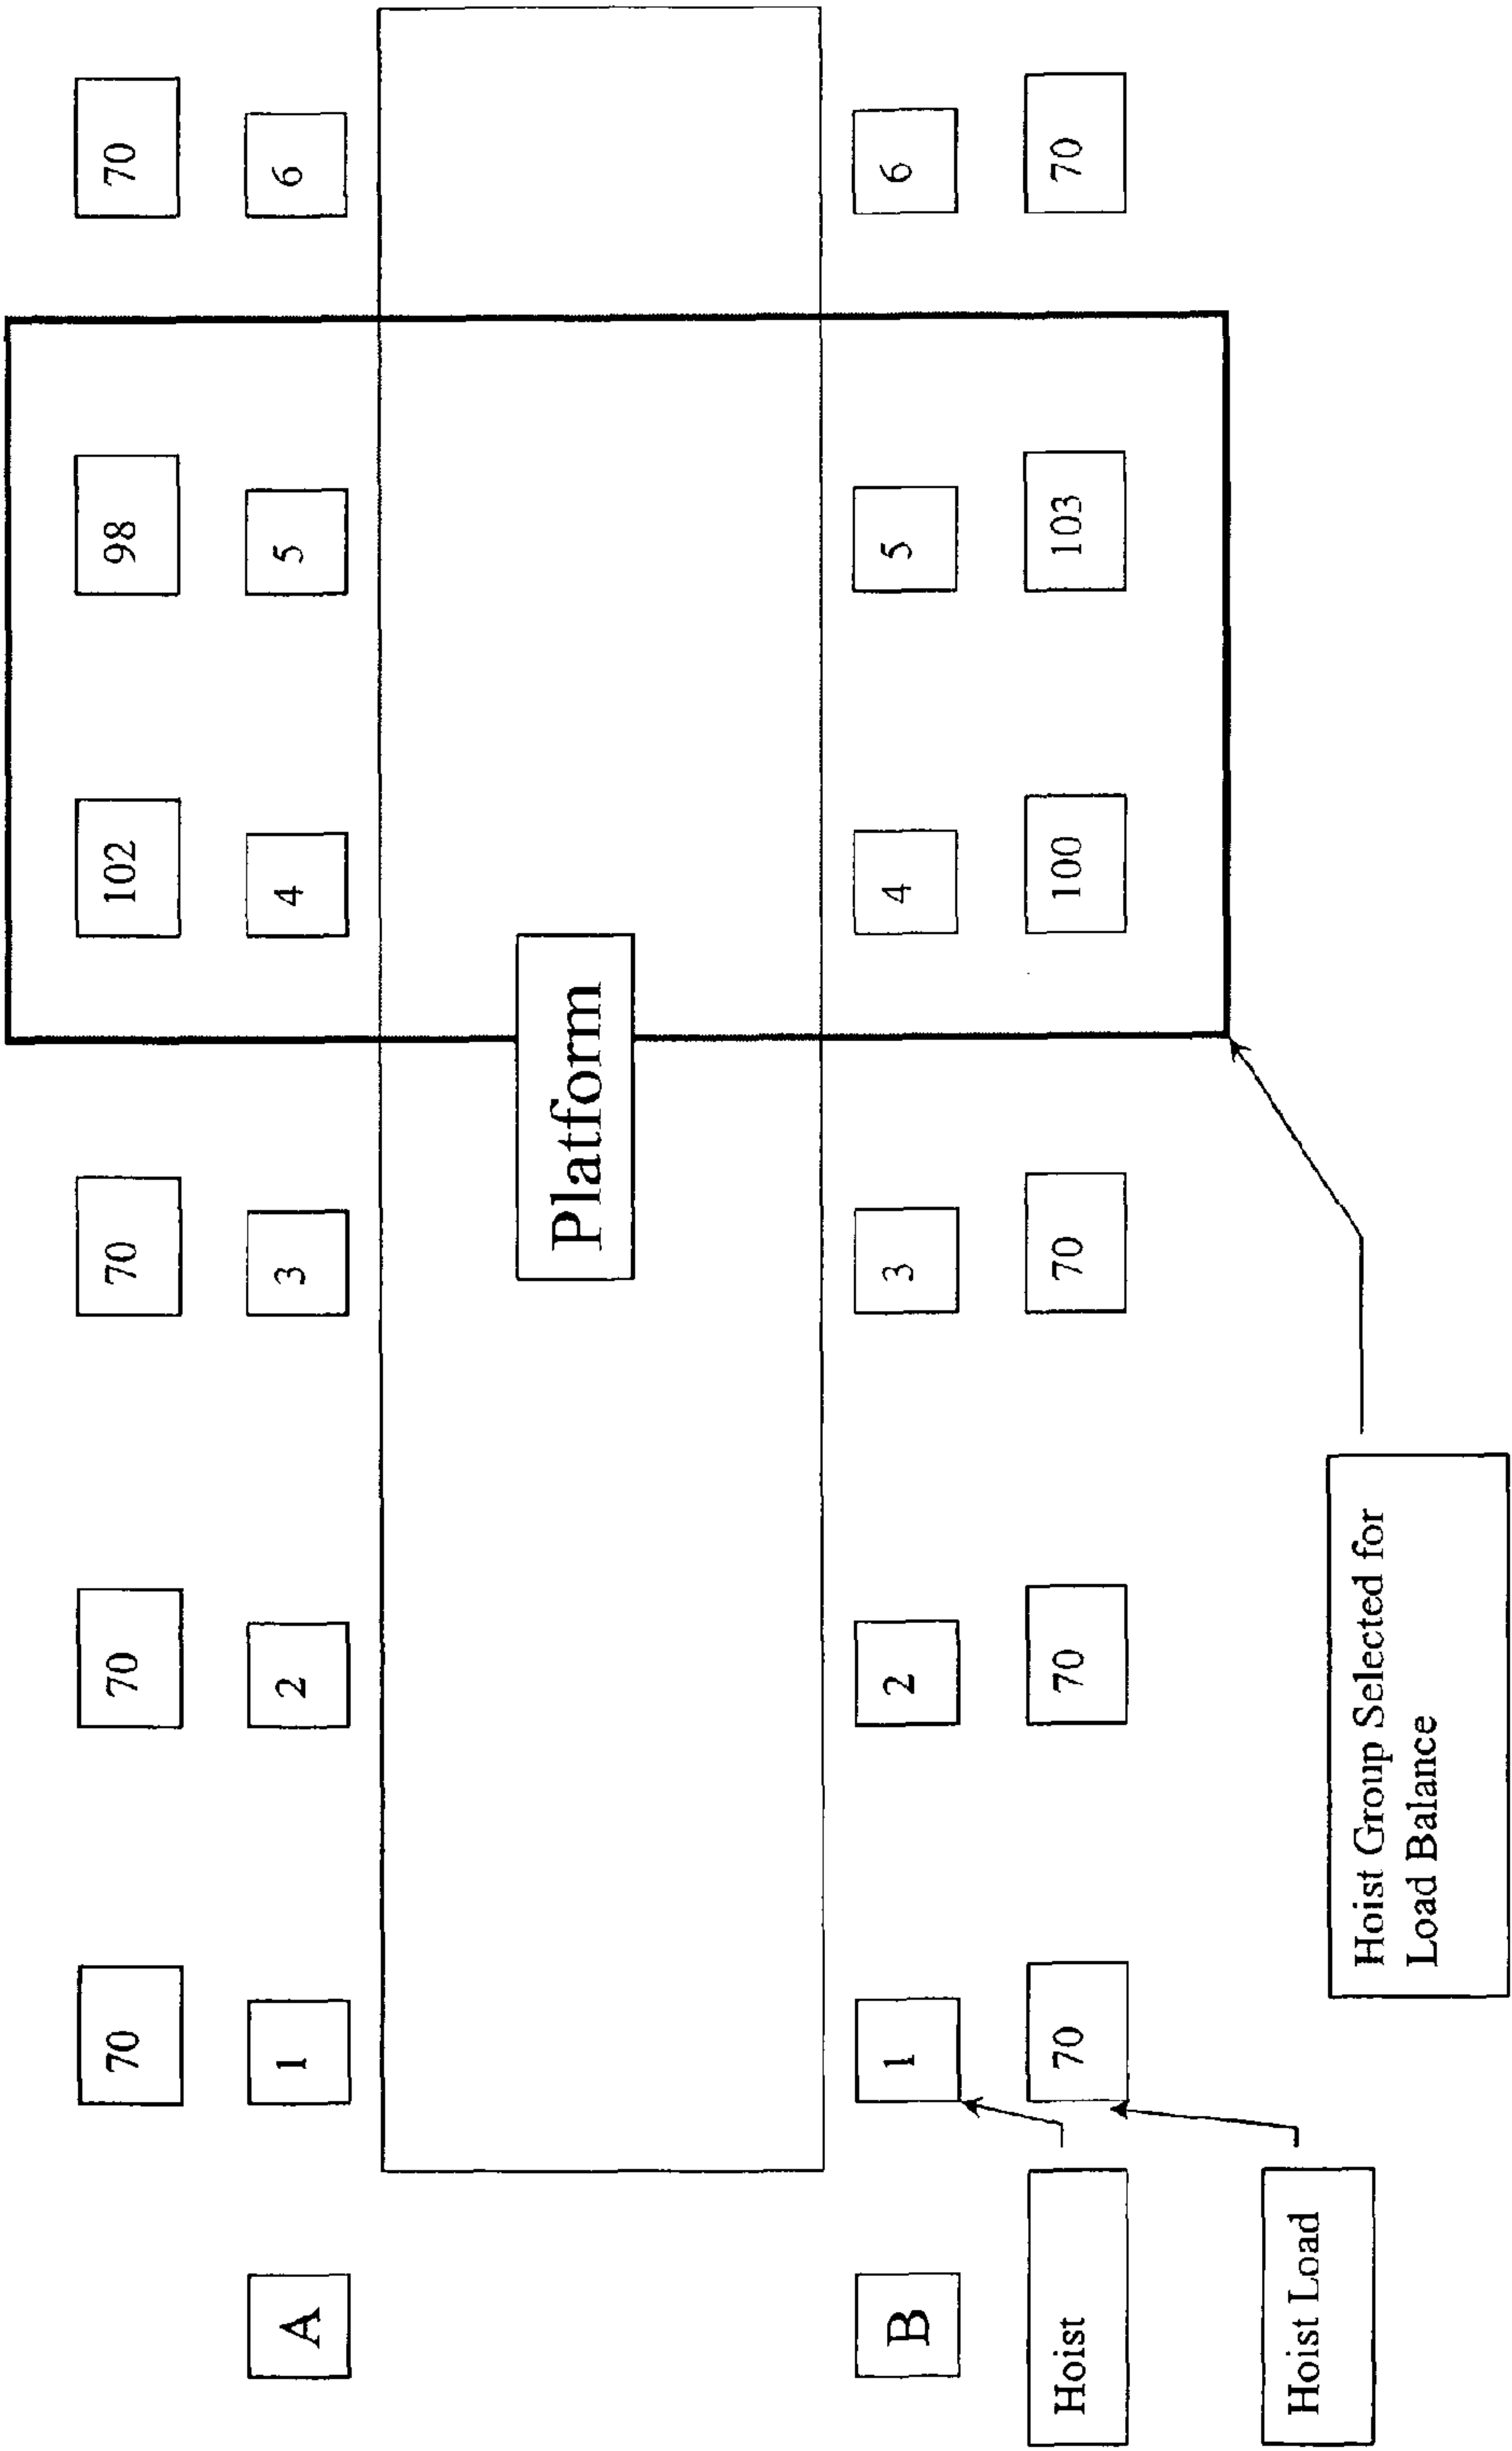 70 70 70 102 98 70
A 1 2 3 4 5 6
Platform
B 1 2 3 4 5 6
Hoist 70 70 70 100 103 70
Hoist Load
Hoist Group Selected for
Load Balance